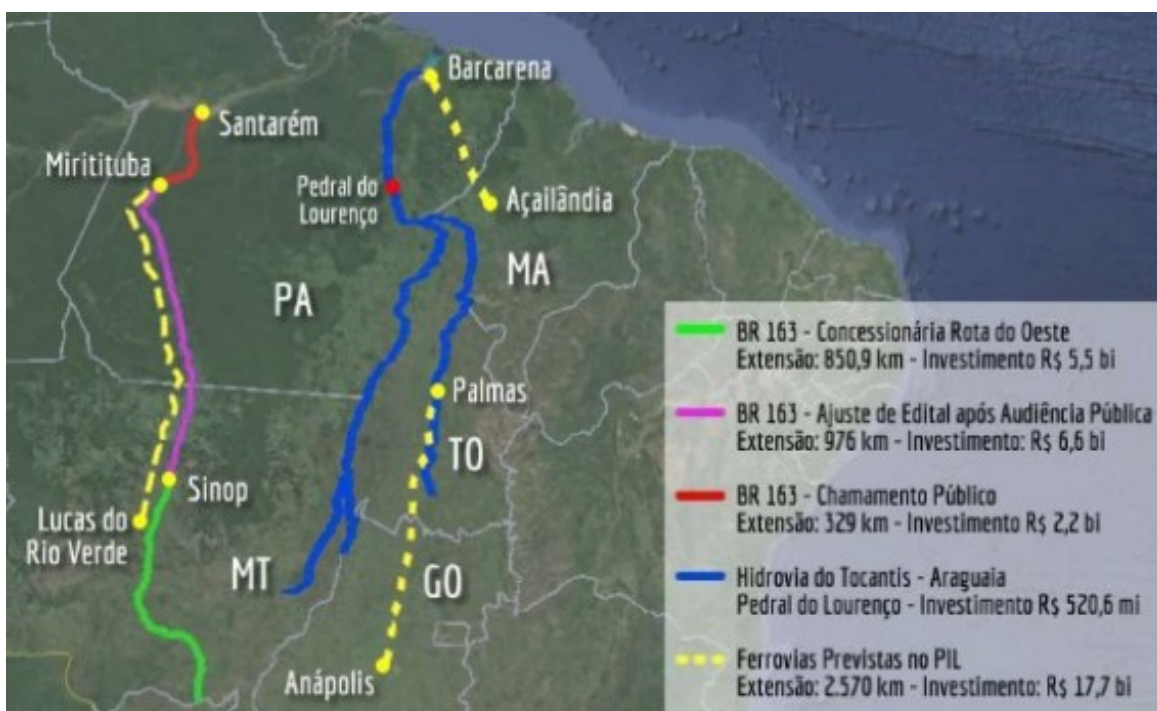 Barcarena
Santarém
Miritituba
Pedral do
Lourenço
Açailândia
MA
PA
BR 163 - Concessionária Rota do Oeste
Extensão: 850,9 km - Investimento R$ 5,5 bi
Palmas
BR 163 - Ajuste de Edital após Audiência Pública
Extensão: 976 km - Investimento: R$ 6,6 bi
TO
Sinop
BR 163 - Chamamento Público
Extensão: 329 km - Investimento R$ 2,2 bi
Lucas do
Rio Verde
MT
GO
Hidrovia do Tocantis - Araguaia
Pedral do Lourenço - Investimento R$ 520,6 mi
Anápolis
Ferrovias Previstas no PIL
Extensão: 2.570 km - Investimento: R$ 17,7 bi